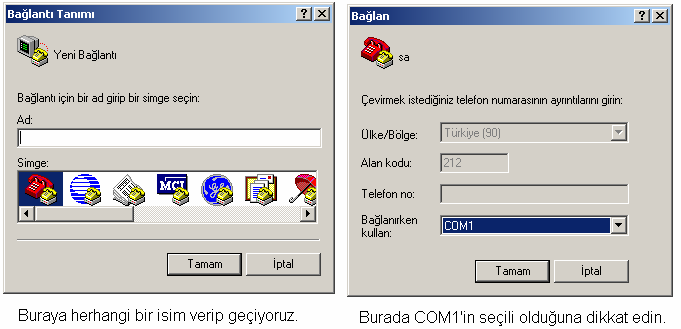 Bağlantı Tanımı
Yeni Bağlantı
Bağlantı için bir ad girip bir simge seçin:
Ad:
Simge:
MCI
Tamam
İptal
Buraya herhangi bir isim verip geçiyoruz.
Bağlan
sa
Çevirmek istediğiniz telefon numarasının ayrıntılarını girin:
Ülke/Bölge:
Türkiye (90)
Alan kodu:
212
Telefon no:
Bağlanırken
kullan:
COM1
Tamam
İptal
Burada COM1'in seçili olduğuna dikkat edin.